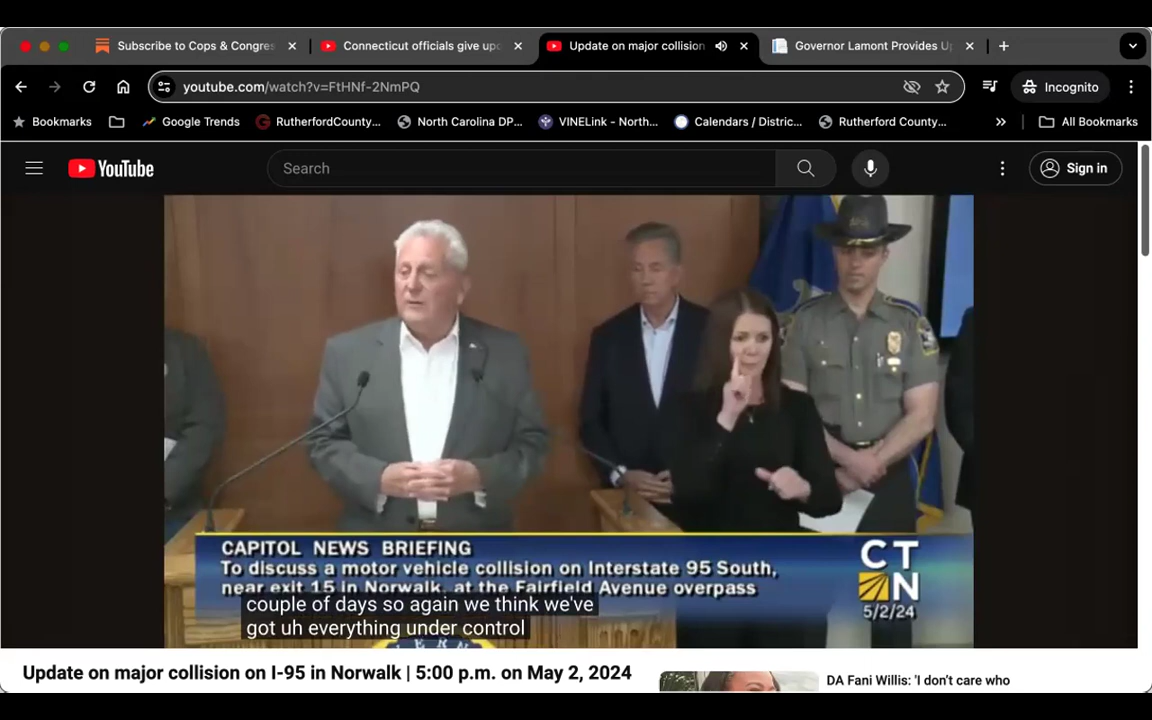 Subscribe to Cops & Congres
Connecticut officials give upd
Update on major collision
Governor Lamont Provides Up
youtube.com/watch?v=FtHNf-2NmPQ
Incognito
Bookmarks
Google Trends
RutherfordCounty...
North Carolina DP...
VINELink - North...
Calendars / Distric...
Rutherford County...
All Bookmarks
YouTube
Search
Sign in
CAPITOL NEWS BRIEFING
To discuss a motor vehicle collision on Interstate 95 South,
near exit 15 in Norwalk, at the Fairfield Avenue overpass
CTN
5/2/24
couple of days so again we think we've
got uh everything under control
Update on major collision on I-95 in Norwalk | 5:00 p.m. on May 2, 2024
DA Fani Willis: 'I don't care who